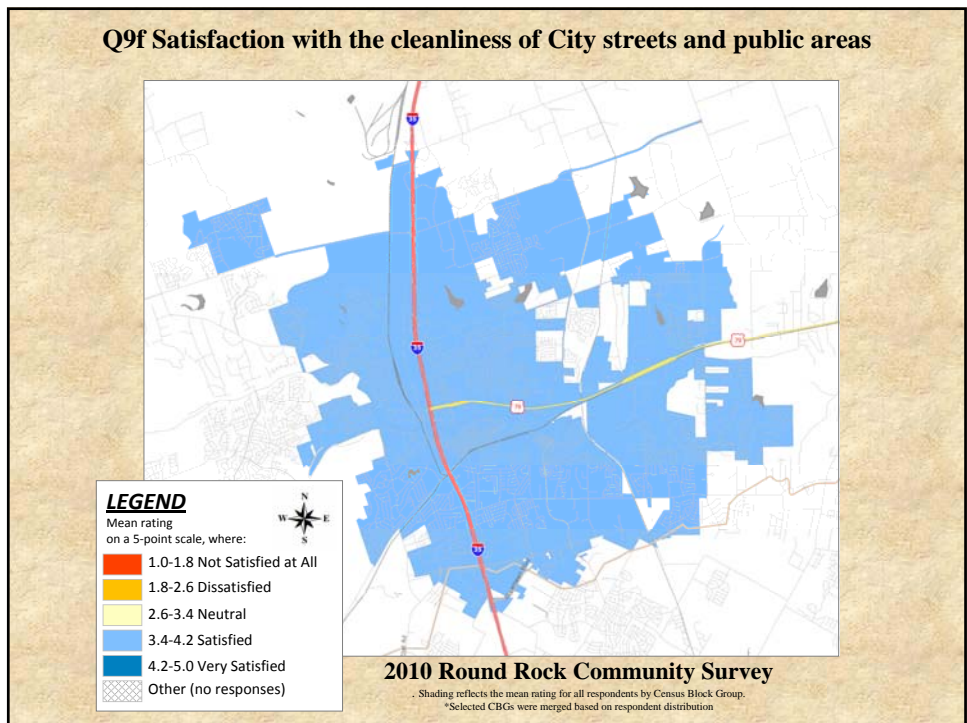 Q9f Satisfaction with the cleanliness of City streets and public areas
35
35
79
79
35
LEGEND
Mean rating
on a 5-point scale, where:
N
W E
S
1.0-1.8 Not Satisfied at All
1.8-2.6 Dissatisfied
2.6-3.4 Neutral
3.4-4.2 Satisfied
4.2-5.0 Very Satisfied
Other (no responses)
2010 Round Rock Community Survey
. Shading reflects the mean rating for all respondents by Census Block Group.
*Selected CBGs were merged based on respondent distribution